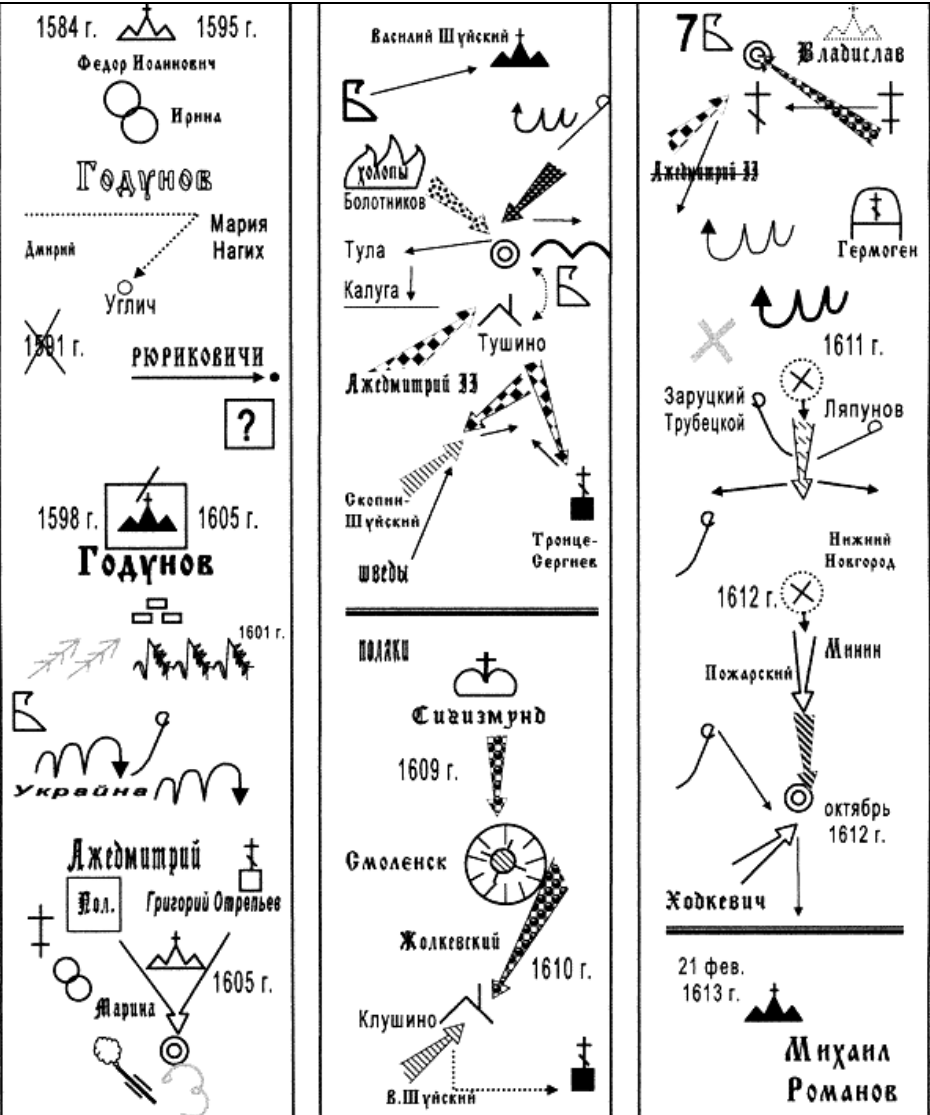 1584 г. 1595 г.
Федор Иоаннович
Ирина
Годунов
Мария
Нагих
Дмирий
Углич
1591 г.
РЮРИКОВИЧИ
?
1598 г. 1605 г.
Годунов
1601 г.
Украйна
Лжедмитрий
Пол.
Григорий Отрепьев
1605 г.
Марина
Василий Шуйский
холопы
Болотников
Тула
Калуга
Тушино
Лжедмитрий II
Скопин-
Шуйский
Троице-
Сергиев
шведы
поляки
Сигизмунд
1609 г.
Смоленск
Жолкевский
1610 г.
Клушино
В.Шуйский
7
Владислав
Лжедмитрий II
Гермоген
1611 г.
Заруцкий
Трубецкой
Ляпунов
Нижний
Новгород
1612 г.
Минин
Пожарский
октябрь
1612 г.
Ходкевич
21 фев.
1613 г.
Михаил
Романов